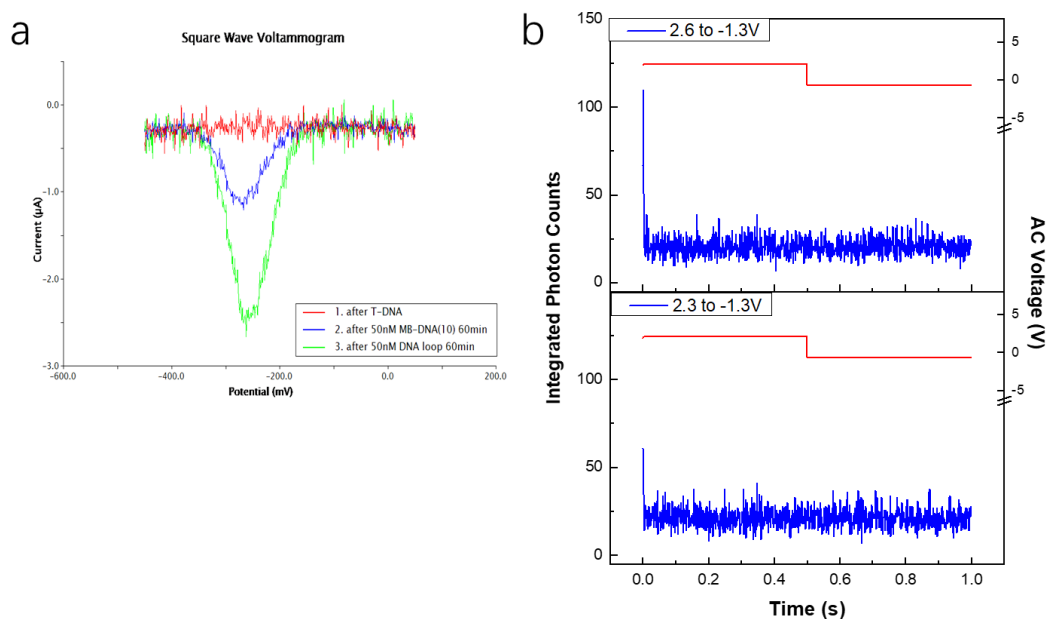 a
Square Wave Voltammogram
0.0
-1.0
-2.0
-3.0
Current (µA)
-600.0 -400.0 -200.0 0.0 200.0
Potential (mV)
1. after T-DNA
2. after 50nM MB-DNA(10) 60min
3. after 50nM DNA loop 60min
b
2.6 to -1.3V
150
100
50
0
5
0
-5
2.3 to -1.3V
100
50
0
5
0
-5
Integrated Photon Counts
AC Voltage (V)
0.0 0.2 0.4 0.6 0.8 1.0
Time (s)